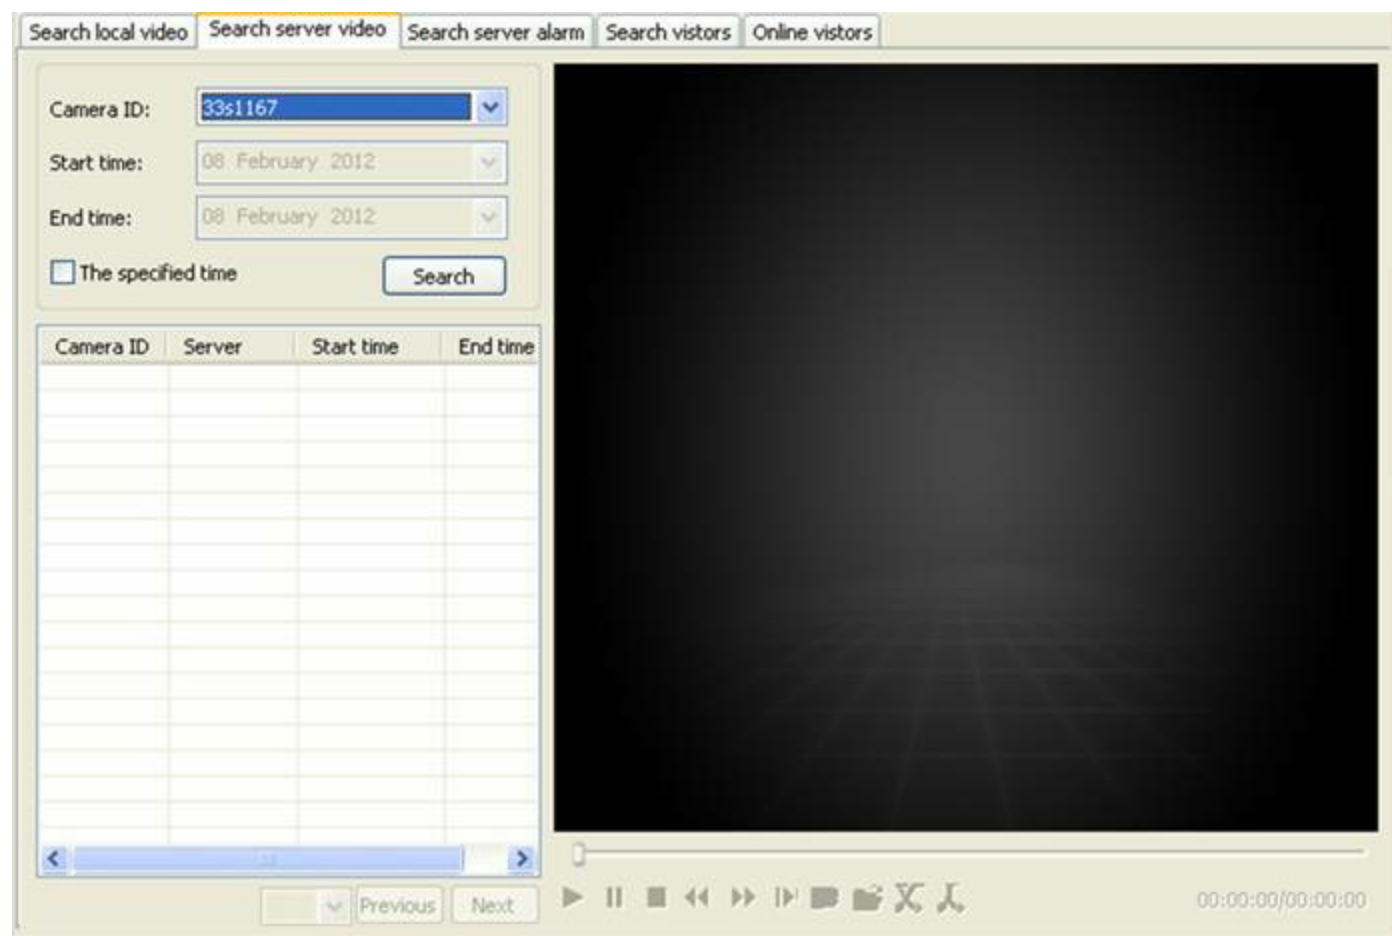 Search local video Search server video Search server alarm Search vistors Online vistors
Camera ID: 33s1167
Start time: 08 February 2012
End time: 08 February 2012
The specified time Search
Camera ID Server Start time End time
Previous Next
00:00:00/00:00:00